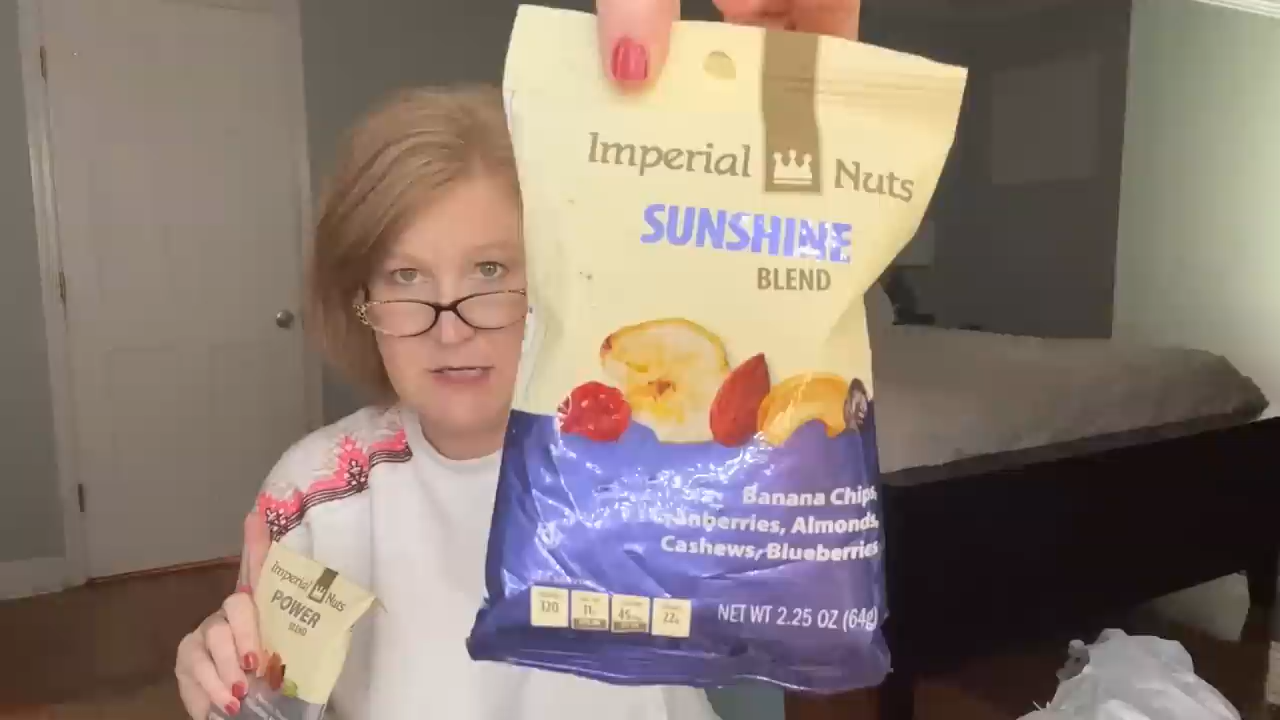 Imperial Nuts
SUNSHINE
BLEND
Banana Chips,
Cranberries, Almonds,
Cashews, Blueberries
NET WT 2.25 OZ (64g)
Imperial Nuts
POWER
BLEND